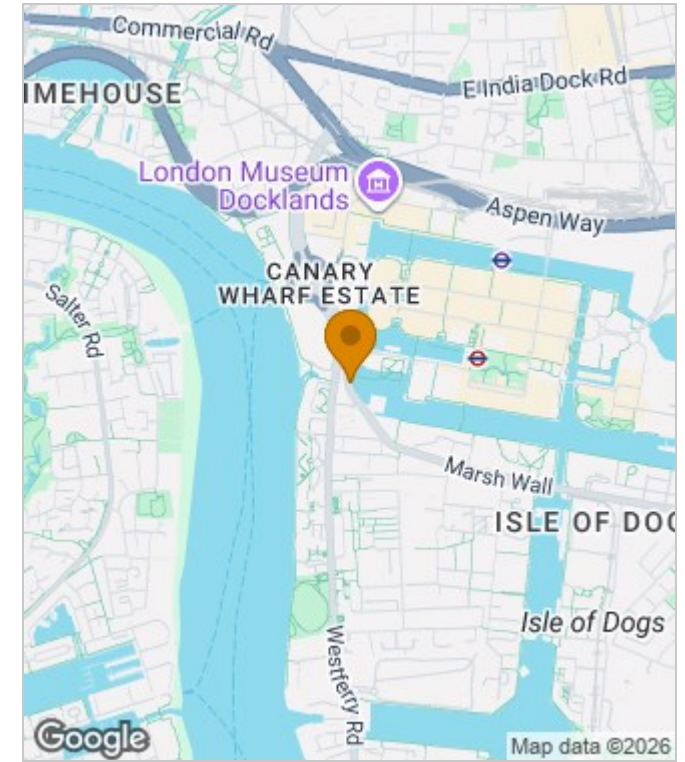 Commercial Rd
E India Dock Rd
IMEHOUSE
London Museum
Docklands
Aspen Way
CANARY
WHARF ESTATE
Salter Rd
Marsh Wall
ISLE OF DOG
Isle of Dogs
Westferry Rd
Google
Map data ©2026